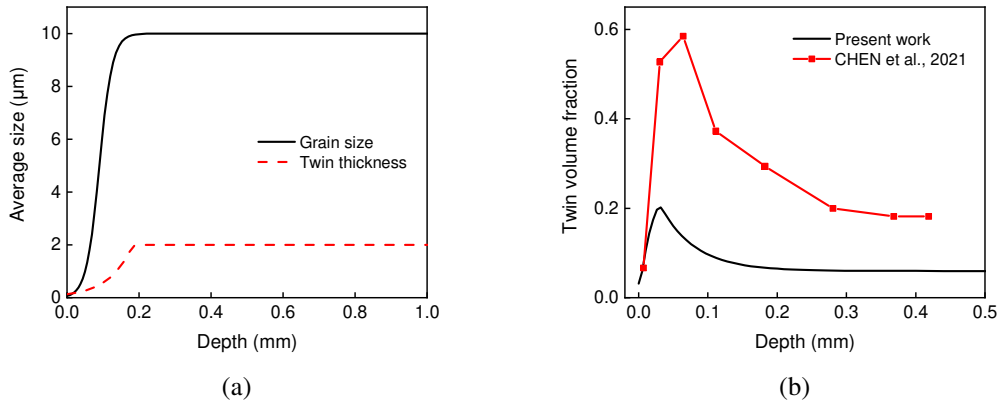 Average size (μm)
10
8
6
4
2
0
Grain size
Twin thickness
0.0 0.2 0.4 0.6 0.8 1.0
Depth (mm)
(a)
Twin volume fraction
0.6
0.4
0.2
0.0
Present work
CHEN et al., 2021
0.0 0.1 0.2 0.3 0.4 0.5
Depth (mm)
(b)